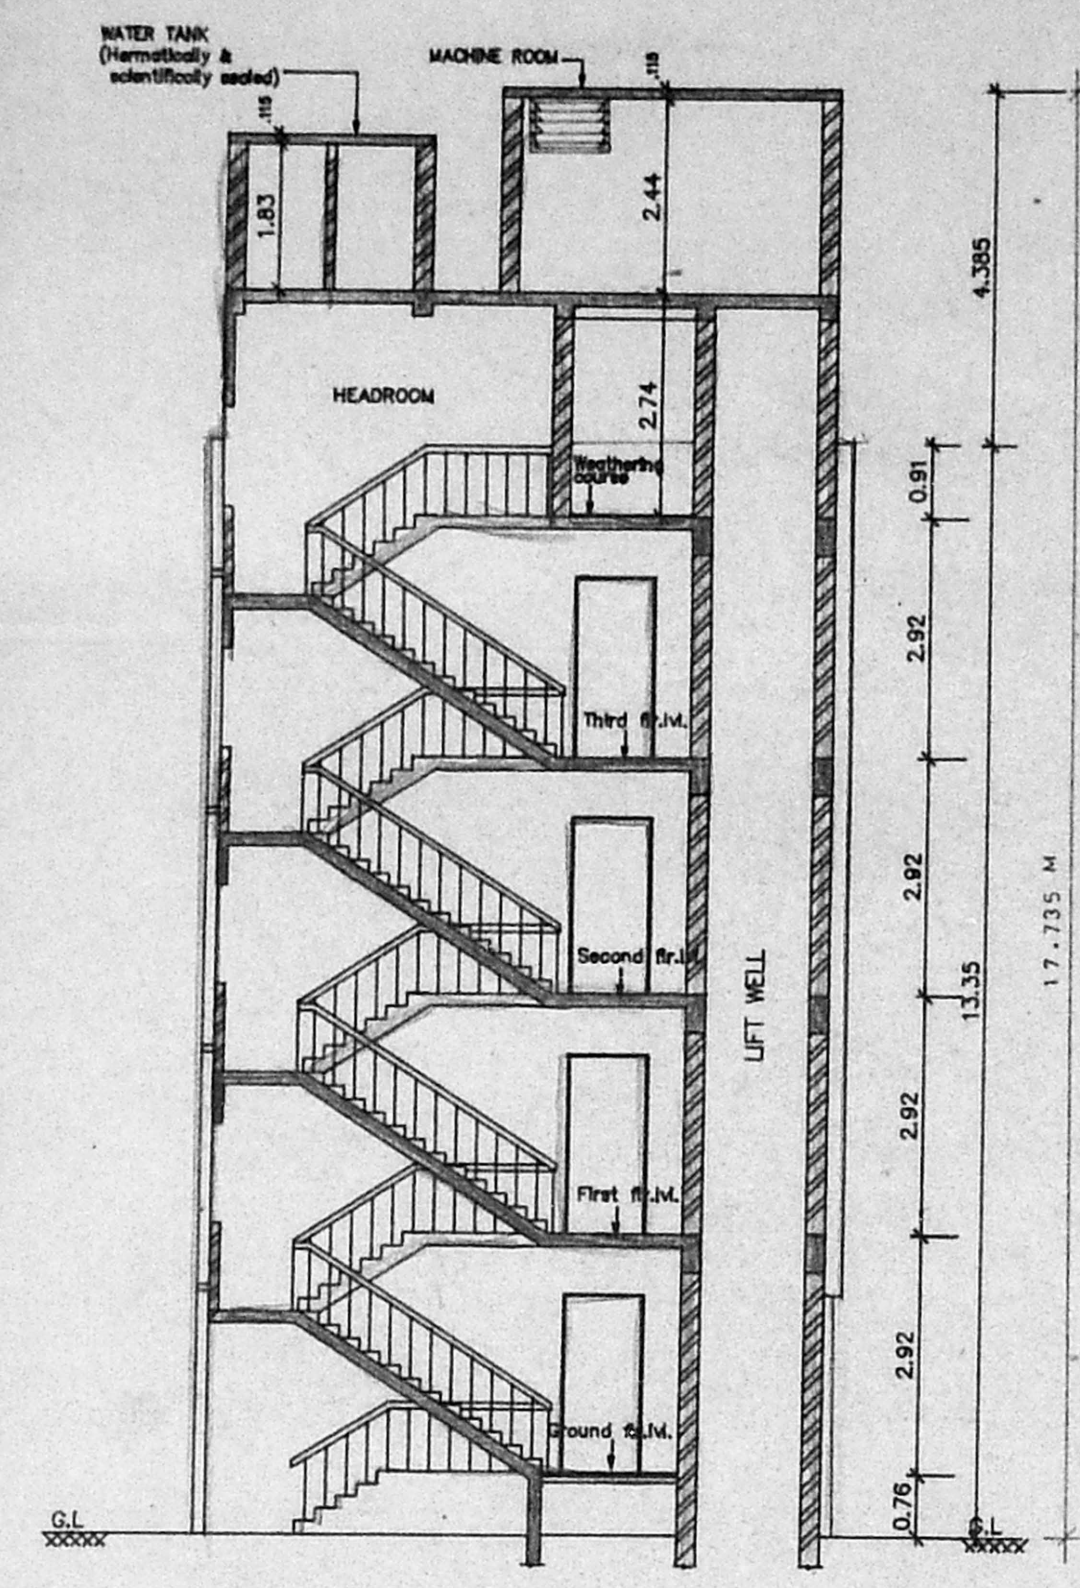 WATER TANK
(Hermatically &
scientifically sealed)
MACHINE ROOM
.115
.115
1.83
2.44
4.385
HEADROOM
2.74
Weathering
course
0.91
2.92
Third flr.lvl.
2.92
Second flr.lvl.
LIFT WELL
13.35
17.735 M
2.92
First flr.lvl.
2.92
Ground flr.lvl.
0.76
G.L
G.L